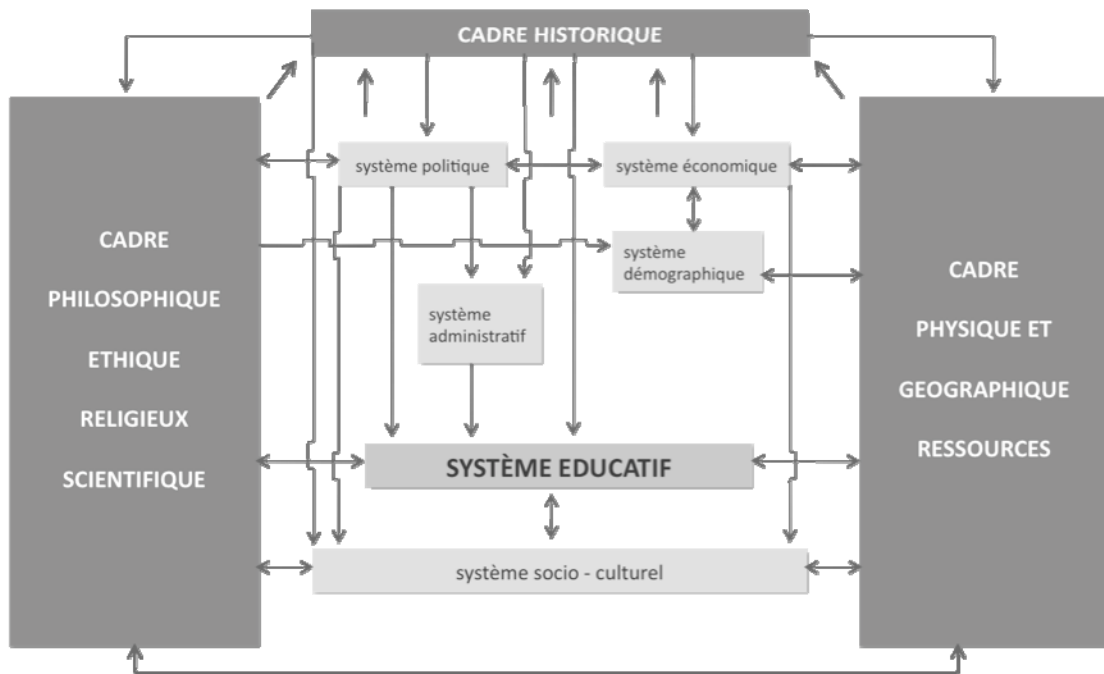 CADRE HISTORIQUE
système politique
système économique
CADRE
PHILOSOPHIQUE
ETHIQUE
RELIGIEUX
SCIENTIFIQUE
système
démographique
système
administratif
CADRE
PHYSIQUE ET
GEOGRAPHIQUE
RESSOURCES
SYSTÈME EDUCATIF
système socio - culturel